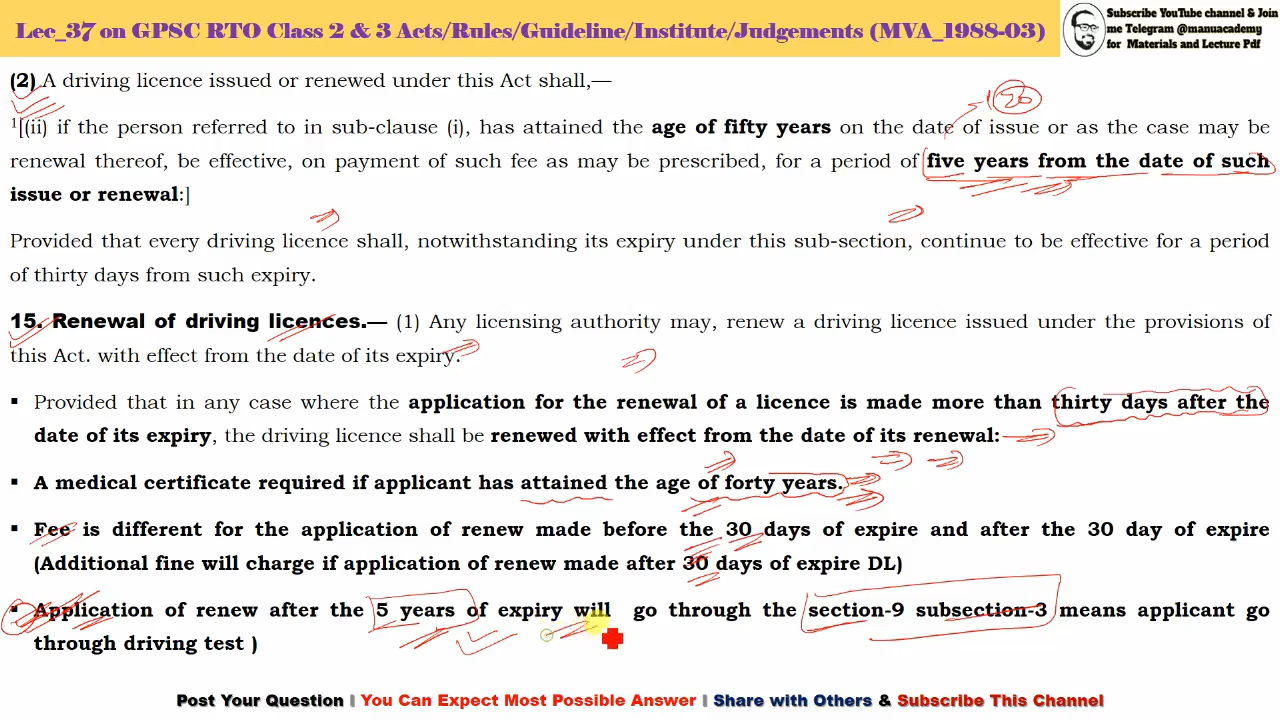 Lec_37 on GPSC RTO Class 2 & 3 Acts/Rules/Guideline/Institute/Judgements (MVA_1988-03)
Subscribe YouTube channel & Join
me Telegram @manuacademy
for Materials and Lecture Pdf
(2) A driving licence issued or renewed under this Act shall,—
¹[(ii) if the person referred to in sub-clause (i), has attained the age of fifty years on the date of issue or as the case may be
renewal thereof, be effective, on payment of such fee as may be prescribed, for a period of five years from the date of such
issue or renewal:]
Provided that every driving licence shall, notwithstanding its expiry under this sub-section, continue to be effective for a period
of thirty days from such expiry.
15. Renewal of driving licences.— (1) Any licensing authority may, renew a driving licence issued under the provisions of
this Act. with effect from the date of its expiry.
▪ Provided that in any case where the application for the renewal of a licence is made more than thirty days after the
date of its expiry, the driving licence shall be renewed with effect from the date of its renewal:
▪ A medical certificate required if applicant has attained the age of forty years.
▪ Fee is different for the application of renew made before the 30 days of expire and after the 30 day of expire
(Additional fine will charge if application of renew made after 30 days of expire DL)
▪ Application of renew after the 5 years of expiry will go through the section-9 subsection-3 means applicant go
through driving test )
Post Your Question | You Can Expect Most Possible Answer | Share with Others & Subscribe This Channel